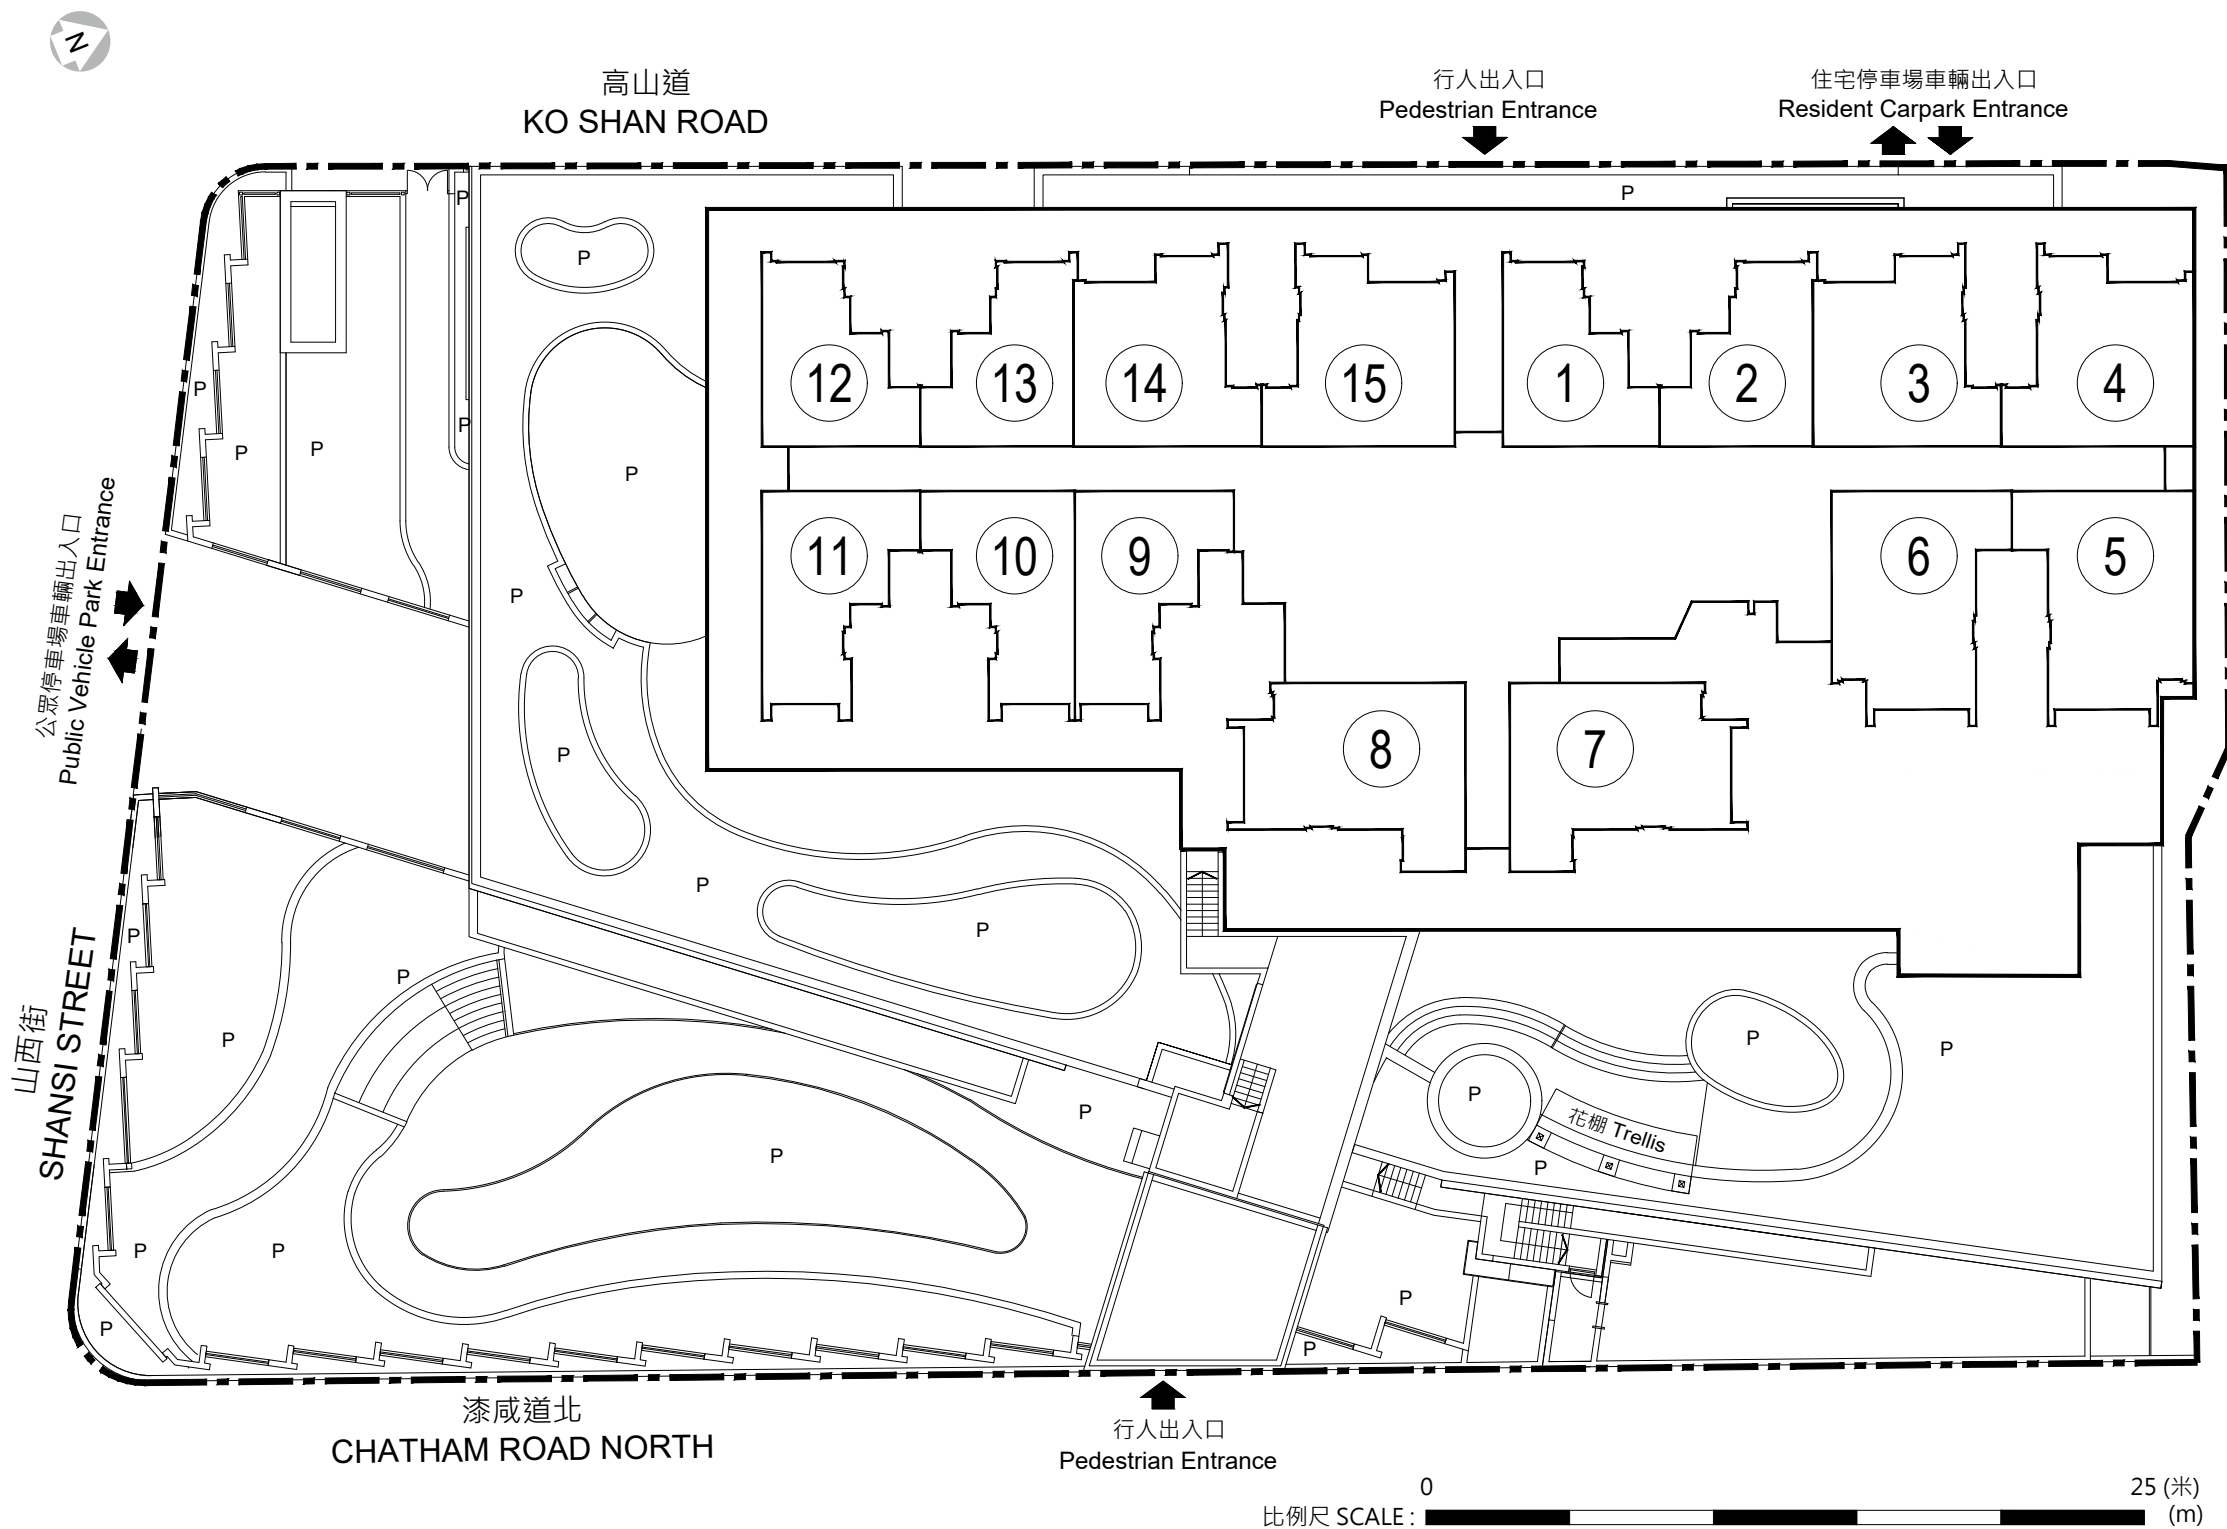 N
高山道
KO SHAN ROAD
行人出入口
Pedestrian Entrance
住宅停車場車輛出入口
Resident Carpark Entrance
P
P
P
12
13
14
15
1
2
3
4
P
P
P
P
P
公眾停車場車輛出入口
Public Vehicle Park Entrance
11
10
9
6
5
P
P
8
7
P
P
山西街
SHANSI STREET
P
P
P
P
P
P
P
P
花棚 Trellis
P
P
P
P
P
P
P
P
漆咸道北
CHATHAM ROAD NORTH
行人出入口
Pedestrian Entrance
0
25 (米)
比例尺 SCALE :
(m)